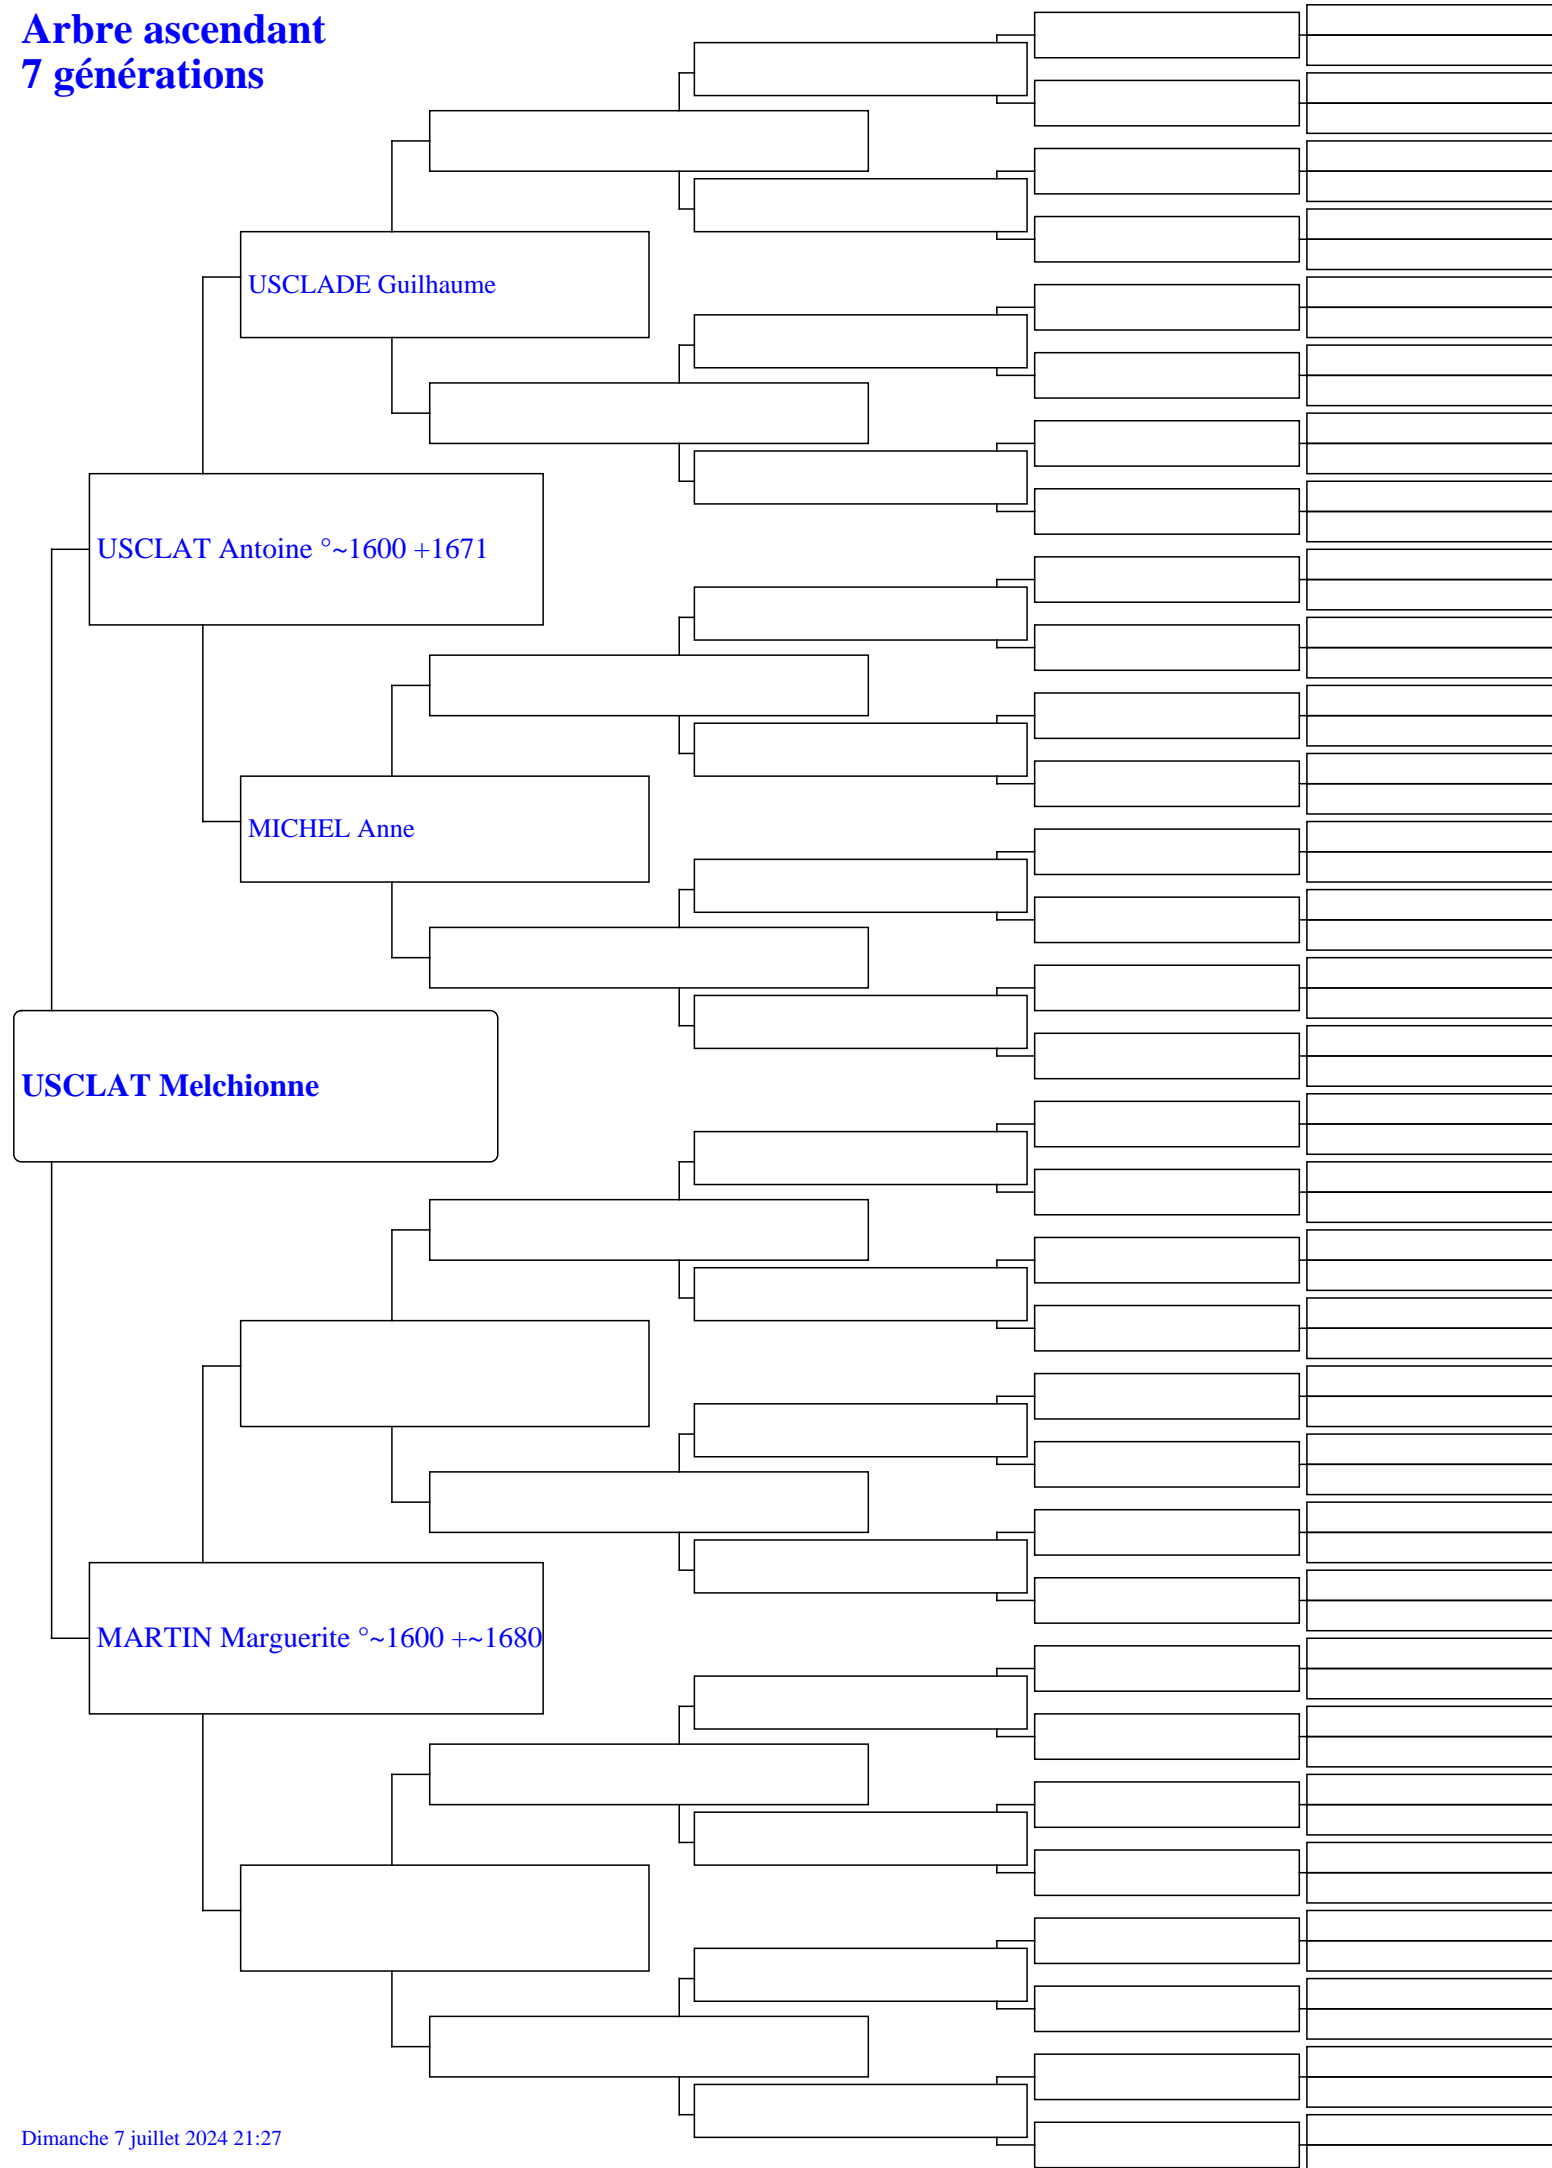 Arbre ascendant
7 générations
USCLADE Guilhaume
USCLAT Antoine °~1600 +1671
MICHEL Anne
USCLAT Melchionne
MARTIN Marguerite °~1600 +~1680
Dimanche 7 juillet 2024 21:27